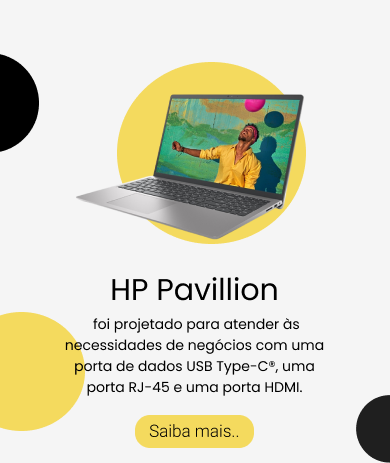 HP Pavillion
foi projetado para atender às
necessidades de negócios com uma
porta de dados USB Type-C®, uma
porta RJ-45 e uma porta HDMI.
Saiba mais..